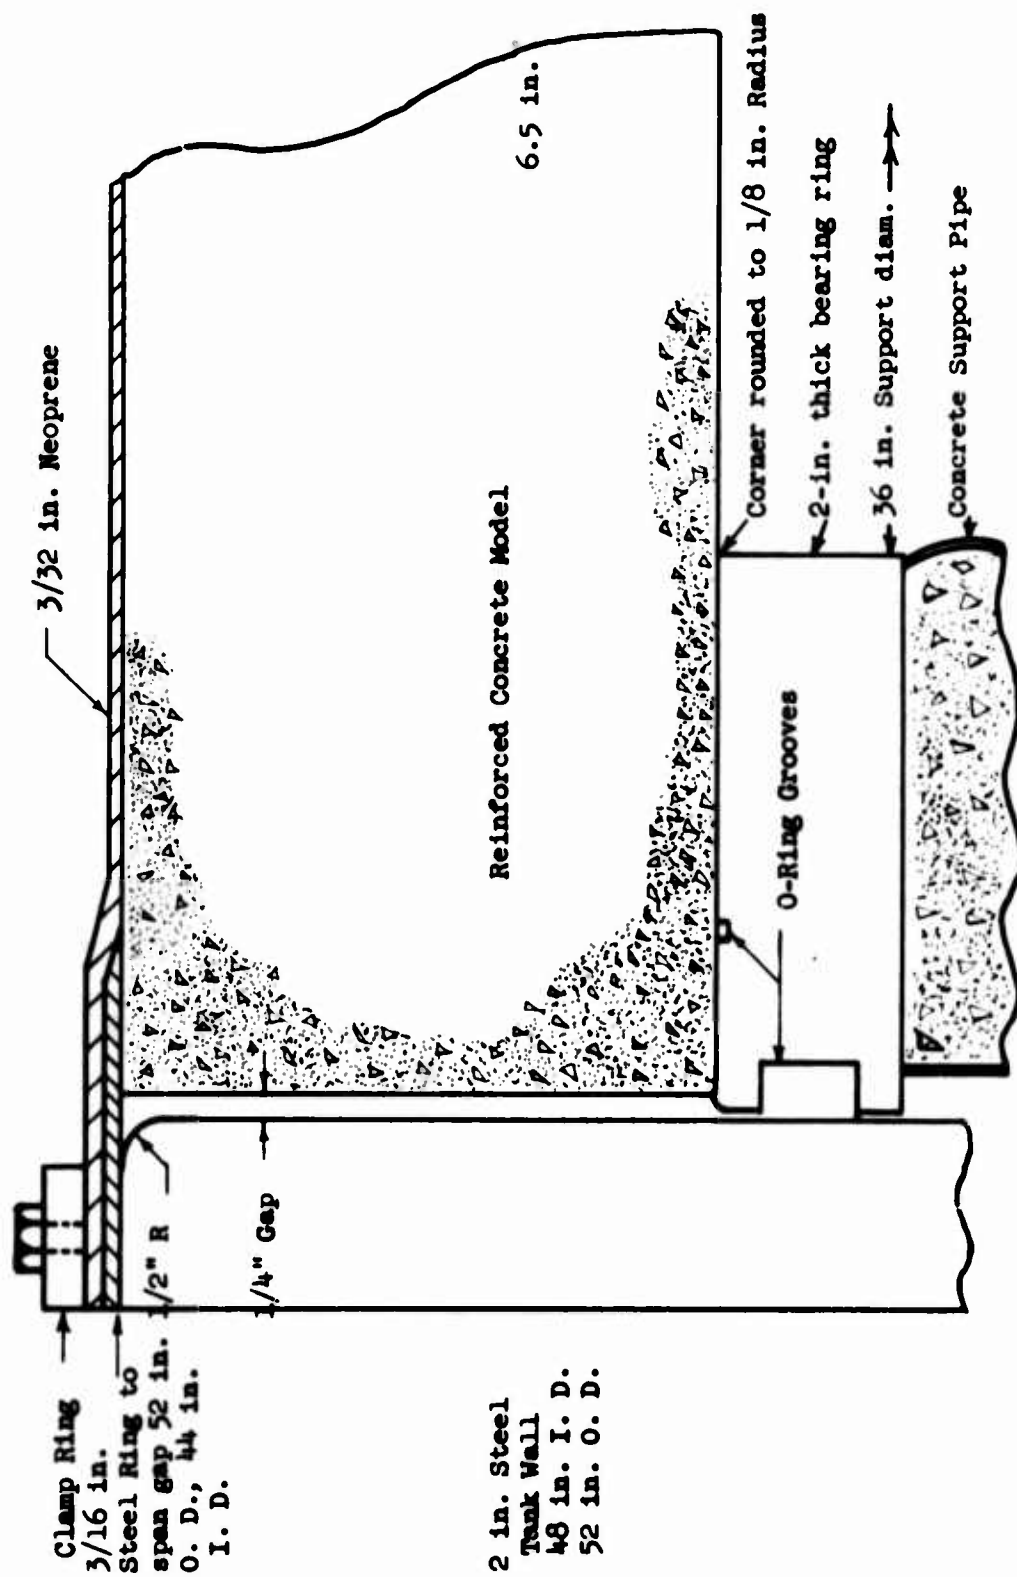 3/32 in. Neoprene
Clamp Ring
3/16 in.
Steel Ring to
span gap 52 in.
O. D., 44 in.
I. D.
1/2" R
1/4" Gap
Reinforced Concrete Model
6.5 in.
2 in. Steel
Tank Wall
48 in. I. D.
52 in. O. D.
O-Ring Grooves
Corner rounded to 1/8 in. Radius
2-in. thick bearing ring
36 in. Support diam.
Concrete Support Pipe